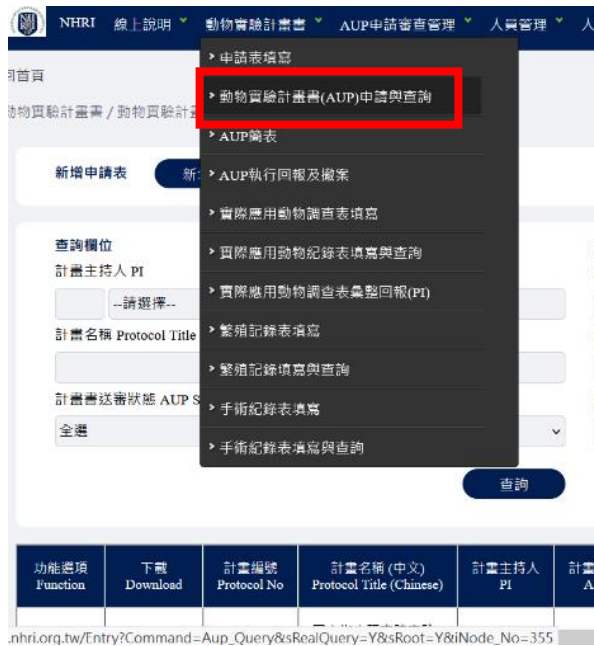 NHRI 線上說明 動物實驗計畫書 AUP申請審查管理 人員管理 人
回首頁
動物實驗計畫書 / 動物實驗計畫
申請表填寫
動物實驗計畫書(AUP)申請與查詢
AUP簡表
AUP執行回報及撤案
實際應用動物調查表填寫
實際應用動物紀錄表填寫與查詢
實際應用動物調查表彙整回報(PI)
繁殖記錄表填寫
繁殖記錄填寫與查詢
手術紀錄表填寫
手術紀錄表填寫與查詢
新增申請表 新
查詢欄位
計畫主持人 PI
--請選擇--
計畫名稱 Protocol Title
計畫書送審狀態 AUP S
全選
查詢
功能選項 下載 計畫編號 計畫名稱 (中文) 計畫主持人 計畫
Function Download Protocol No Protocol Title (Chinese) PI A
.nhri.org.tw/Entry?Command=Aup_Query&sRealQuery=Y&sRoot=Y&iNode_No=355